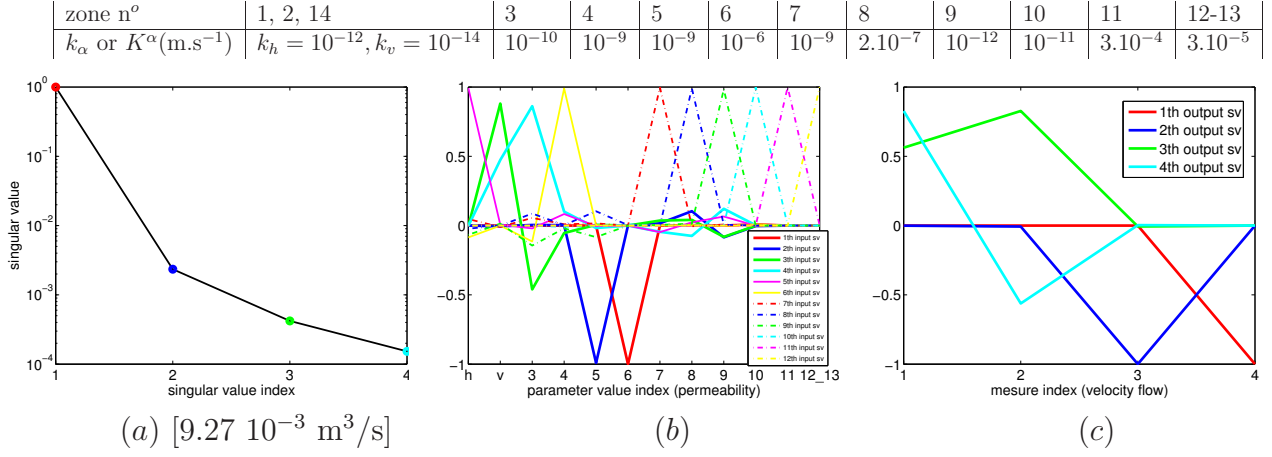 zone n^o 1, 2, 14 3 4 5 6 7 8 9 10 11 12-13
k_α or K^α(m.s^−1) k_h = 10^−12, k_v = 10^−14 10^−10 10^−9 10^−9 10^−6 10^−9 2.10^−7 10^−12 10^−11 3.10^−4 3.10^−5
10^0
10^−1
10^−2
10^−3
10^−4
singular value
1 2 3 4
singular value index
(a) [9.27 10^−3 m^3/s]
1
0.5
0
−0.5
−1
1th input sv
2th input sv
3th input sv
4th input sv
5th input sv
6th input sv
7th input sv
8th input sv
9th input sv
10th input sv
11th input sv
12th input sv
h v 3 4 5 6 7 8 9 10 11 12_13
parameter value index (permeability)
(b)
1
0.5
0
−0.5
−1
1th output sv
2th output sv
3th output sv
4th output sv
1 2 3 4
mesure index (velocity flow)
(c)